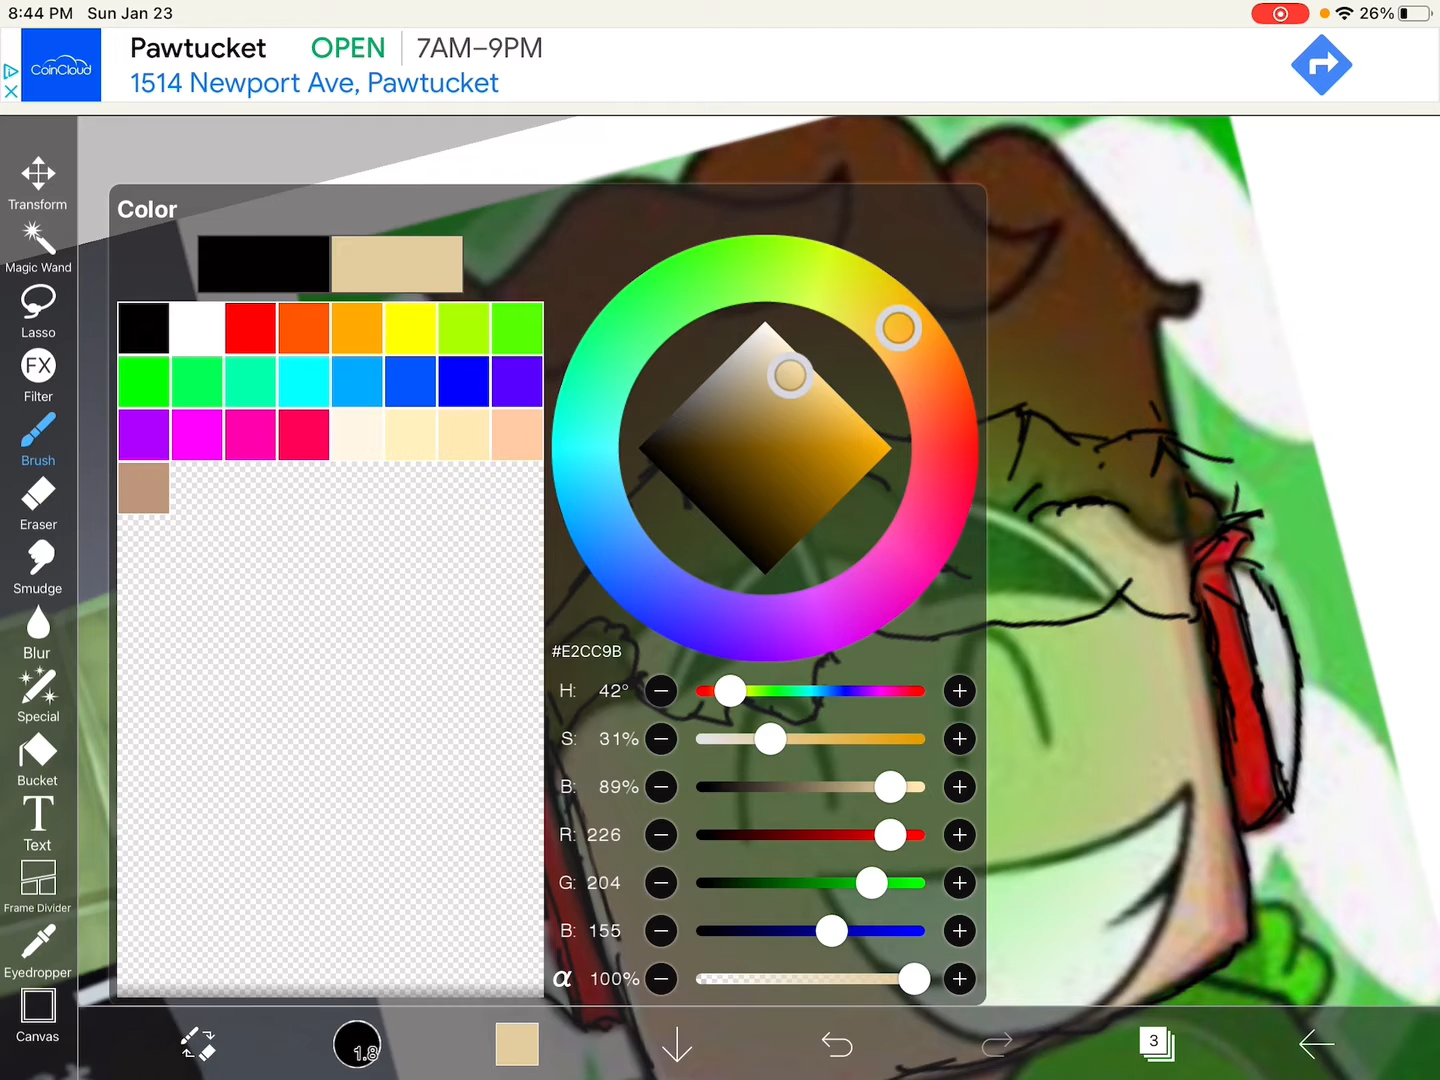 8:44 PM Sun Jan 23
26%
CoinCloud
Pawtucket OPEN 7AM–9PM
1514 Newport Ave, Pawtucket
Transform
Magic Wand
Lasso
FX
Filter
Brush
Eraser
Smudge
Blur
Special
Bucket
T
Text
Frame Divider
Eyedropper
Canvas
Color
#E2CC9B
H: 42°
S: 31%
B: 89%
R: 226
G: 204
B: 155
α 100%
1.8
3